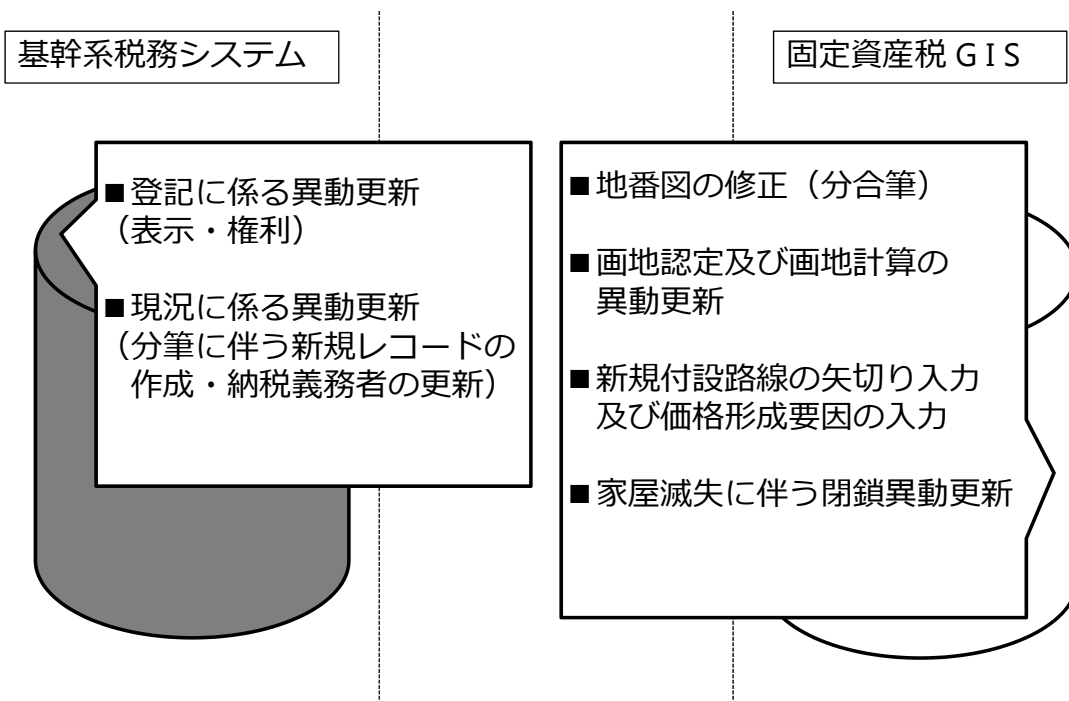 基幹系税務システム
固定資産税GIS
■登記に係る異動更新
（表示・権利）
■現況に係る異動更新
（分筆に伴う新規レコードの
作成・納税義務者の更新）
■地番図の修正（分合筆）
■画地認定及び画地計算の
異動更新
■新規付設路線の矢切り入力
及び価格形成要因の入力
■家屋滅失に伴う閉鎖異動更新